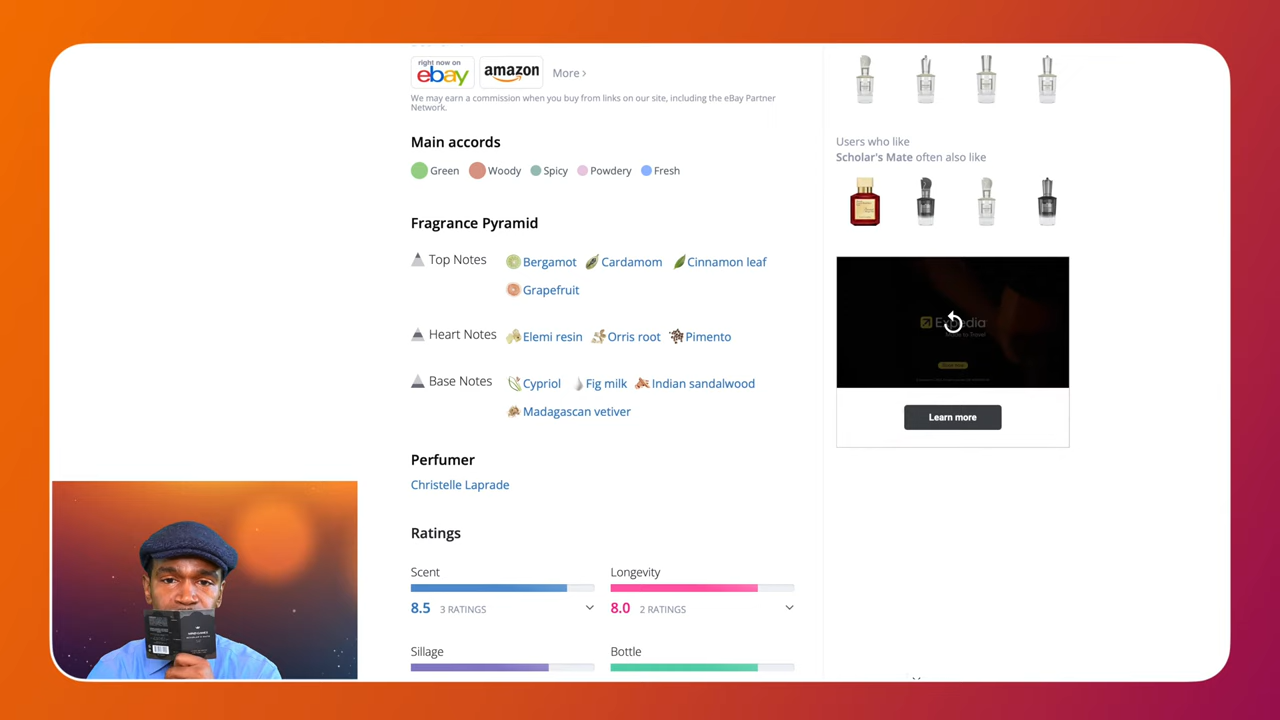 right now on
ebay
amazon
More ›
We may earn a commission when you buy from links on our site, including the eBay Partner
Network.
Main accords
Green Woody Spicy Powdery Fresh
Fragrance Pyramid
Top Notes
Bergamot Cardamom Cinnamon leaf
Grapefruit
Heart Notes
Elemi resin Orris root Pimento
Base Notes
Cypriol Fig milk Indian sandalwood
Madagascan vetiver
Perfumer
Christelle Laprade
Ratings
Scent
8.5 3 RATINGS
Longevity
8.0 2 RATINGS
Sillage
Bottle
Users who like
Scholar's Mate often also like
Expedia
Made to Travel
Learn more